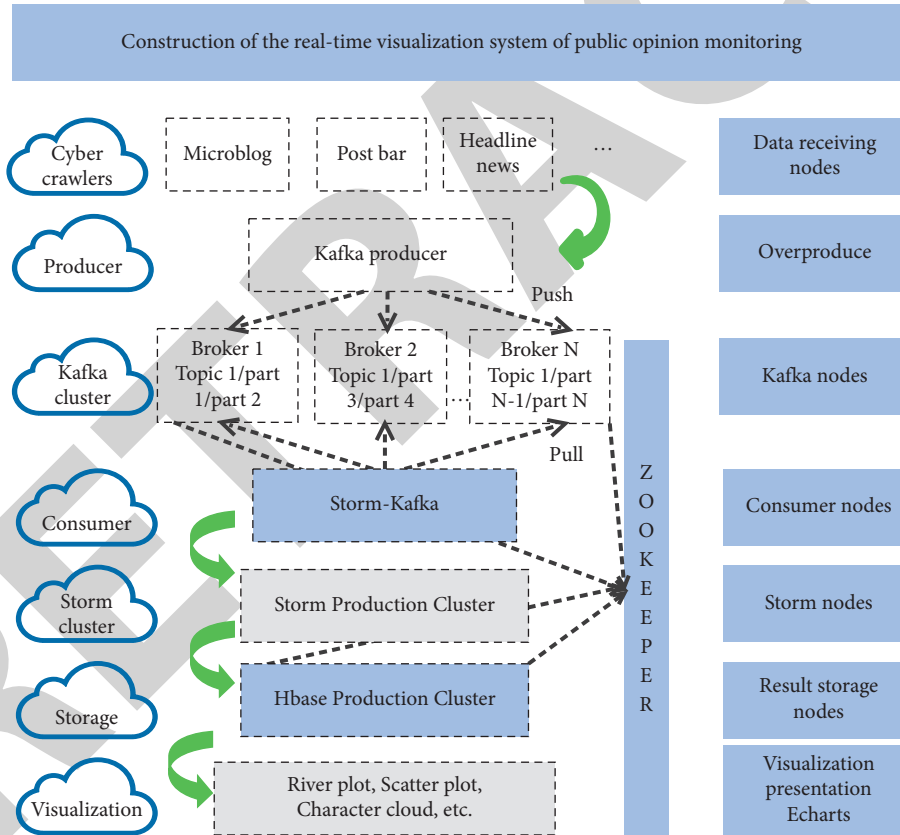 Construction of the real-time visualization system of public opinion monitoring
Cyber
crawlers
Microblog
Post bar
Headline
news
...
Data receiving
nodes
Producer
Kafka producer
Overproduce
Push
Kafka
cluster
Broker 1
Topic 1/part
1/part 2
Broker 2
Topic 1/part
3/part 4
...
Broker N
Topic 1/part
N-1/part N
Kafka nodes
Pull
Consumer
Storm-Kafka
Consumer nodes
Storm
cluster
Storm Production Cluster
Storm nodes
Storage
Hbase Production Cluster
Result storage
nodes
Visualization
River plot, Scatter plot,
Character cloud, etc.
Visualization
presentation
Echarts
Z
O
O
K
E
E
P
E
R